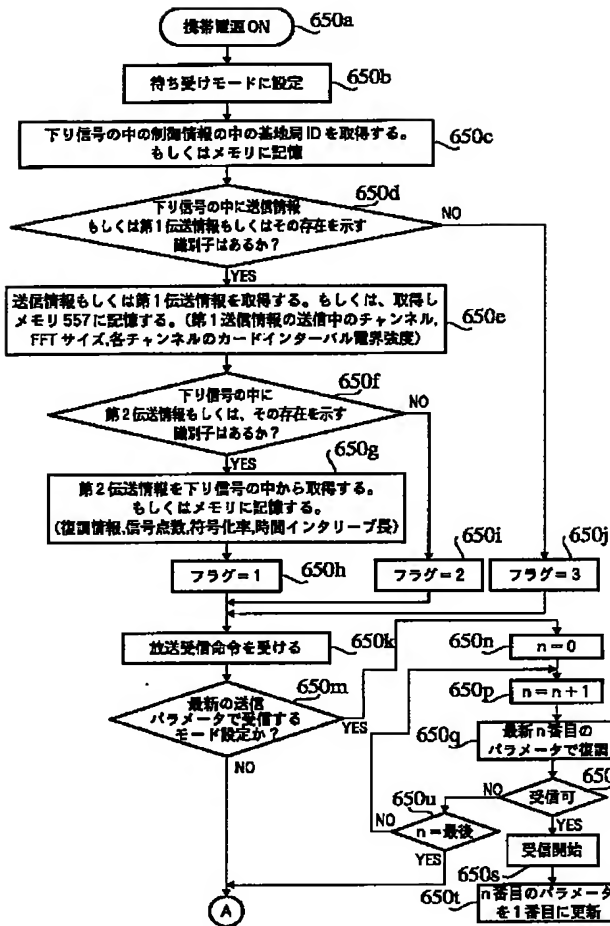 携帯電源ON
650a
待ち受けモードに設定
650b
下り信号の中の制御情報の中の基地局IDを取得する。
もしくはメモリに記憶
650c
650d
下り信号の中に送信情報
もしくは第1伝送情報もしくはその存在を示す
識別子はあるか？
NO
YES
送信情報もしくは第1伝送情報を取得する。もしくは、取得し
メモリ557に記憶する。(第1送信情報の送信中のチャンネル,
FFTサイズ,各チャンネルのカードインターバル電界強度)
650e
650f
下り信号の中に
第2伝送情報もしくは、その存在を示す
識別子はあるか？
NO
YES
650g
第2伝送情報を下り信号の中から取得する。
もしくはメモリに記憶する。
(復調情報,信号点数,符号化率,時間インタリーブ長)
フラグ＝1
650h
650i
フラグ＝2
650j
フラグ＝3
放送受信命令を受ける
650k
650m
最新の送信
パラメータで受信する
モード設定か？
YES
NO
650n
n＝0
650p
n＝n＋1
650q
最新n番目の
パラメータで復調
650
受信可
NO
YES
650u
n＝最後
NO
YES
受信開始
650s
n番目のパラメータ
を1番目に更新
650t
A